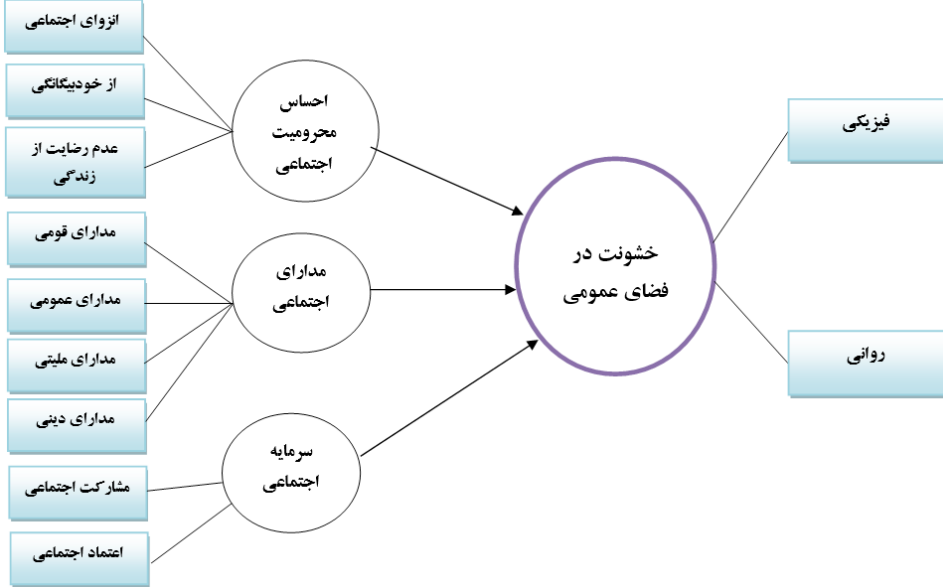 انزوای اجتماعی
از خودبیگانگی
عدم رضایت از
زندگی
مدارای قومی
مدارای عمومی
مدارای ملیتی
مدارای دینی
مشارکت اجتماعی
اعتماد اجتماعی
احساس
محرومیت
اجتماعی
مدارای
اجتماعی
سرمایه
اجتماعی
خشونت در
فضای عمومی
فیزیکی
روانی